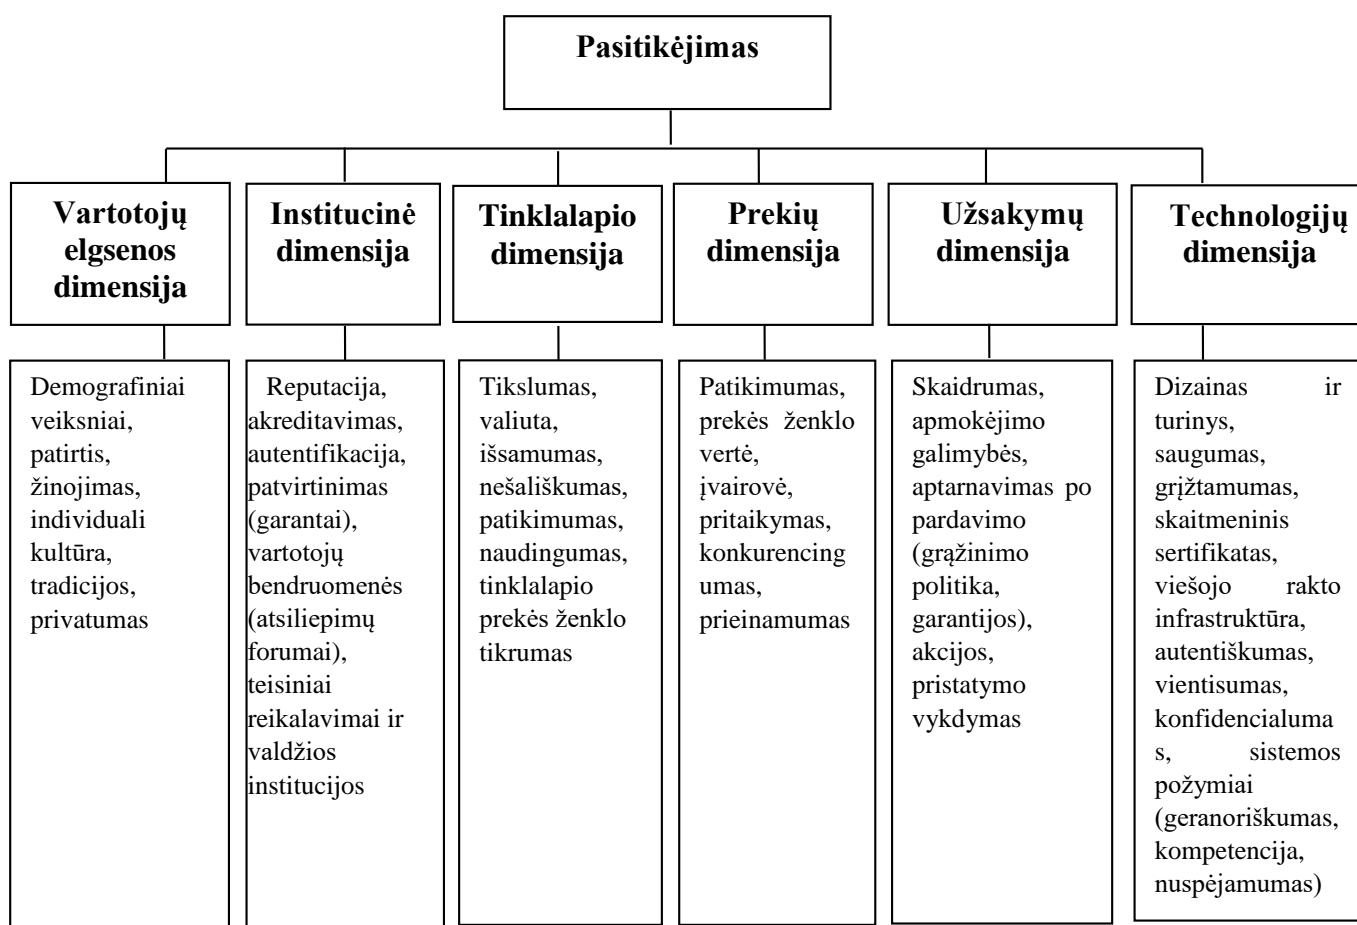 Pasitikėjimas
Vartotojų
elgsenos
dimensija
Institucinė
dimensija
Tinklalapio
dimensija
Prekių
dimensija
Užsakymų
dimensija
Technologijų
dimensija
Demografiniai
veiksniai,
patirtis,
žinojimas,
individuali
kultūra,
tradicijos,
privatumas
Reputacija,
akreditavimas,
autentifikacija,
patvirtinimas
(garantai),
vartotojų
bendruomenės
(atsiliepimų
forumai),
teisiniai
reikalavimai ir
valdžios
institucijos
Tikslumas,
valiuta,
išsamumas,
nešališkumas,
patikimumas,
naudingumas,
tinklalapio
prekės ženklo
tikrumas
Patikimumas,
prekės ženklo
vertė,
įvairovė,
pritaikymas,
konkurencing
umas,
prieinamumas
Skaidrumas,
apmokėjimo
galimybės,
aptarnavimas po
pardavimo
(grąžinimo
politika,
garantijos),
akcijos,
pristatymo
vykdymas
Dizainas ir
turinys,
saugumas,
grįžtamumas,
skaitmeninis
sertifikatas,
viešojo rakto
infrastruktūra,
autentiškumas,
vientisumas,
konfidencialuma
s, sistemos
požymiai
(geranoriškumas,
kompetencija,
nuspėjamumas)